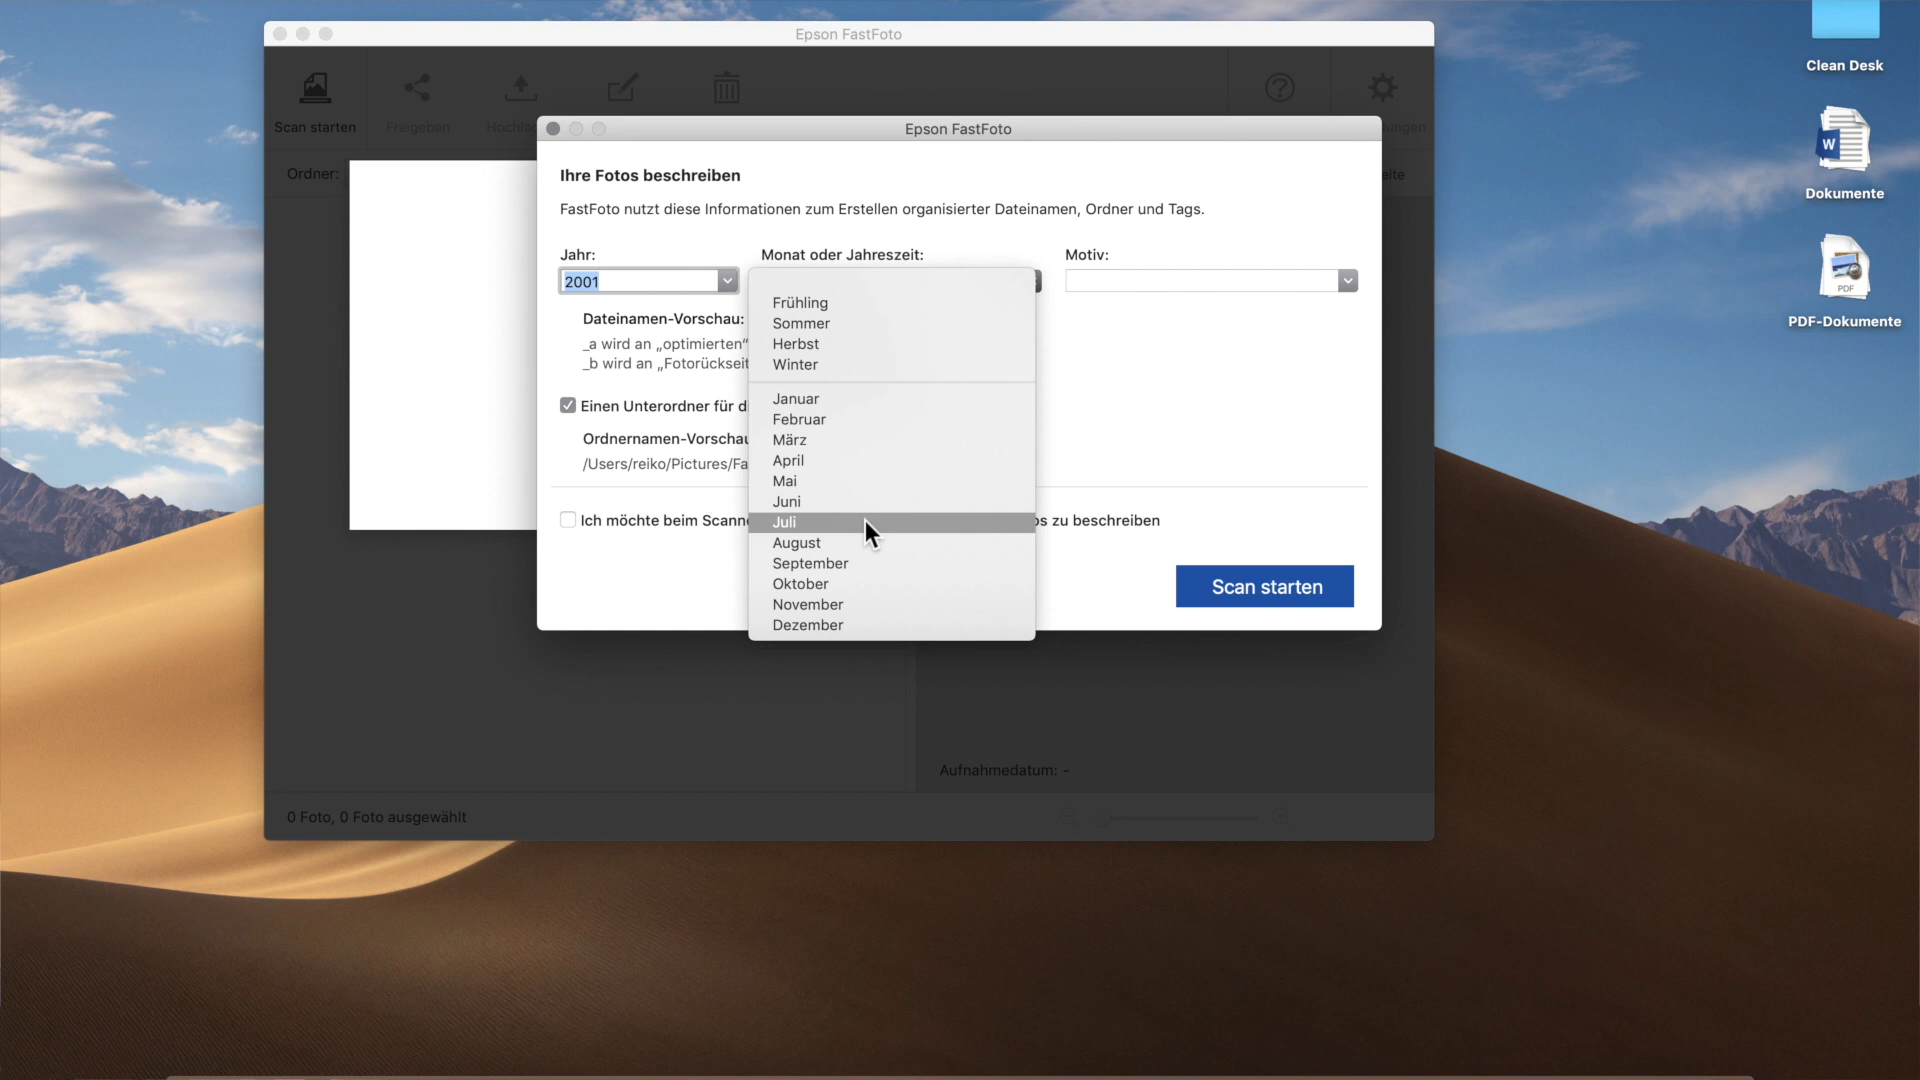 Epson FastFoto
Clean Desk
Scan starten
Freigeben
Epson FastFoto
Ordner:
Ihre Fotos beschreiben
Dokumente
FastFoto nutzt diese Informationen zum Erstellen organisierter Dateinamen, Ordner und Tags.
Jahr:
Monat oder Jahreszeit:
Motiv:
2001
PDF
PDF-Dokumente
Dateinamen-Vorschau:
_a wird an „optimierten“
_b wird an „Fotorückseit
Einen Unterordner für d
Ordnernamen-Vorschau
/Users/reiko/Pictures/Fa
Frühling
Sommer
Herbst
Winter
Januar
Februar
März
April
Mai
Juni
Juli
August
September
Oktober
November
Dezember
Ich möchte beim Scann
os zu beschreiben
Scan starten
Aufnahmedatum: -
0 Foto, 0 Foto ausgewählt